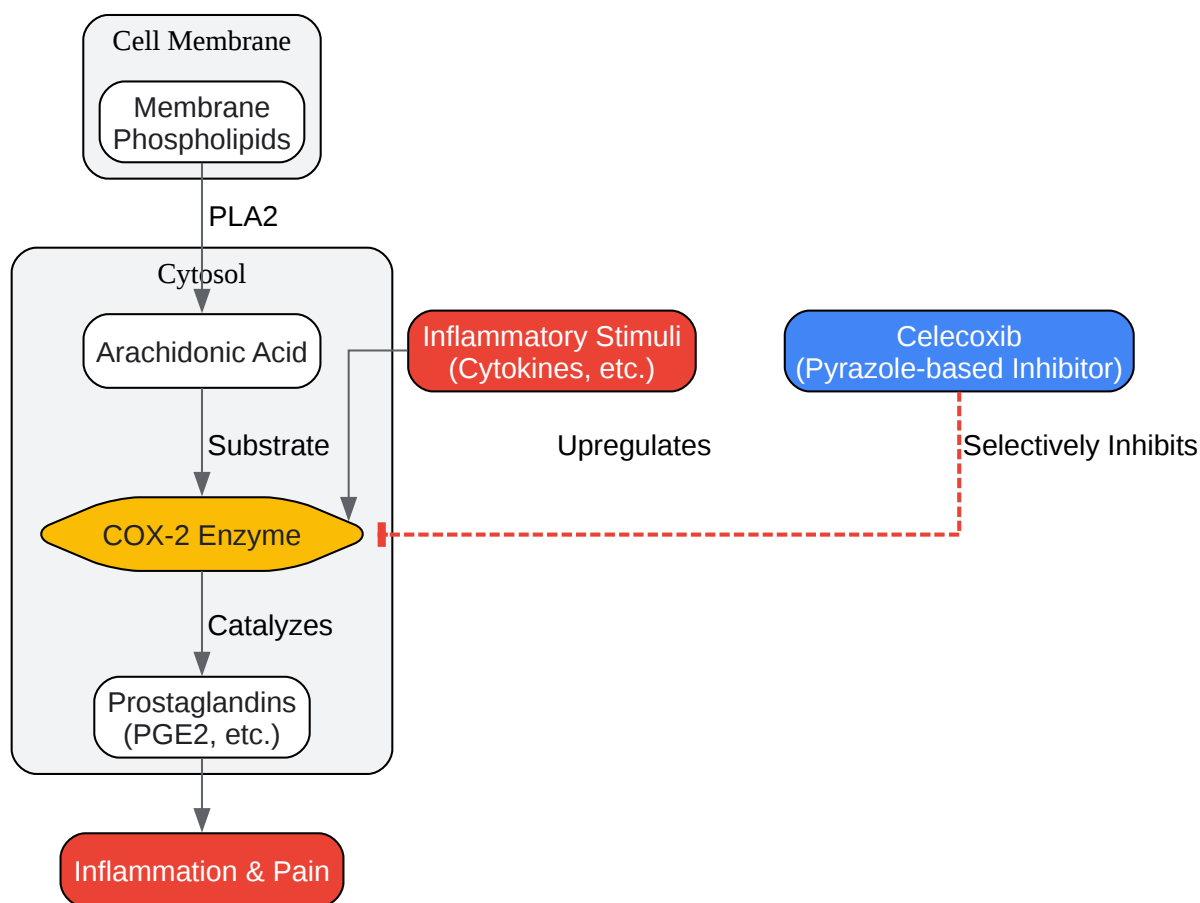 Cell Membrane
Membrane
Phospholipids
PLA2
Cytosol
Arachidonic Acid
Inflammatory Stimuli
(Cytokines, etc.)
Celecoxib
(Pyrazole-based Inhibitor)
Substrate
Upregulates
Selectively Inhibits
COX-2 Enzyme
Catalyzes
Prostaglandins
(PGE2, etc.)
Inflammation & Pain